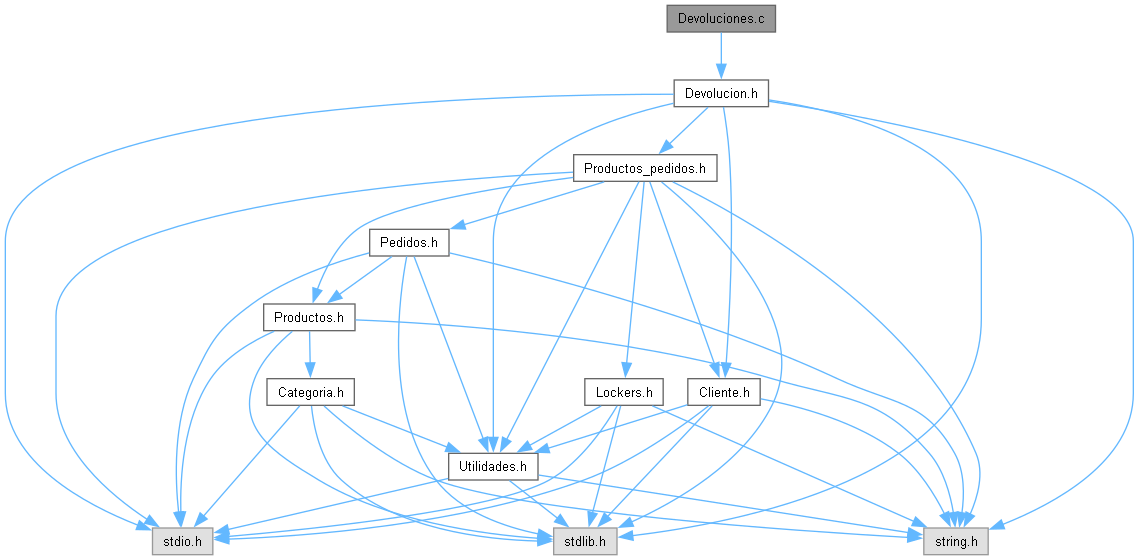 Devoluciones.c
Devolucion.h
Productos_pedidos.h
Pedidos.h
Productos.h
Categoria.h
Lockers.h
Cliente.h
Utilidades.h
stdio.h
stdlib.h
string.h